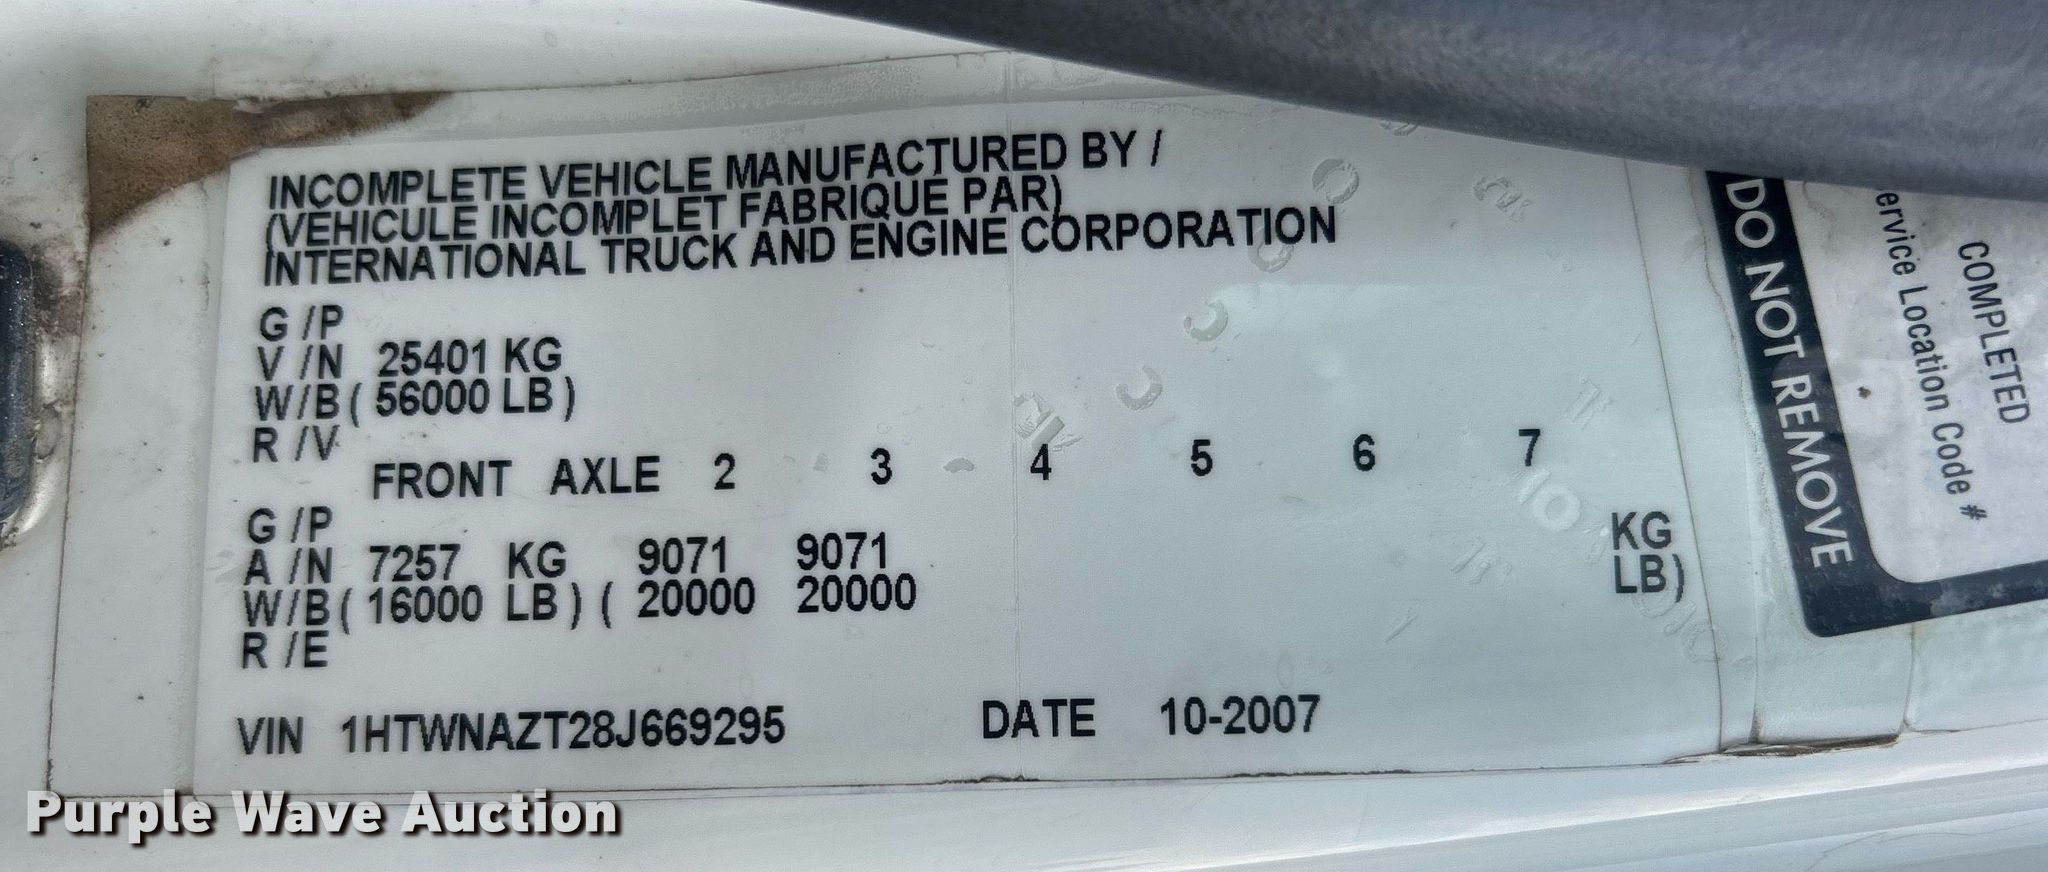 INCOMPLETE VEHICLE MANUFACTURED BY /
(VEHICULE INCOMPLET FABRIQUE PAR)
INTERNATIONAL TRUCK AND ENGINE CORPORATION
G /P
V /N 25401 KG
W/B ( 56000 LB )
R /V
FRONT AXLE 2 3 4 5 6 7
G /P
A /N 7257 KG 9071 9071 KG
W/B ( 16000 LB ) ( 20000 20000 LB)
R /E
VIN 1HTWNAZT28J669295 DATE 10-2007
DO NOT REMOVE
COMPLETED
Location Code #
Purple Wave Auction